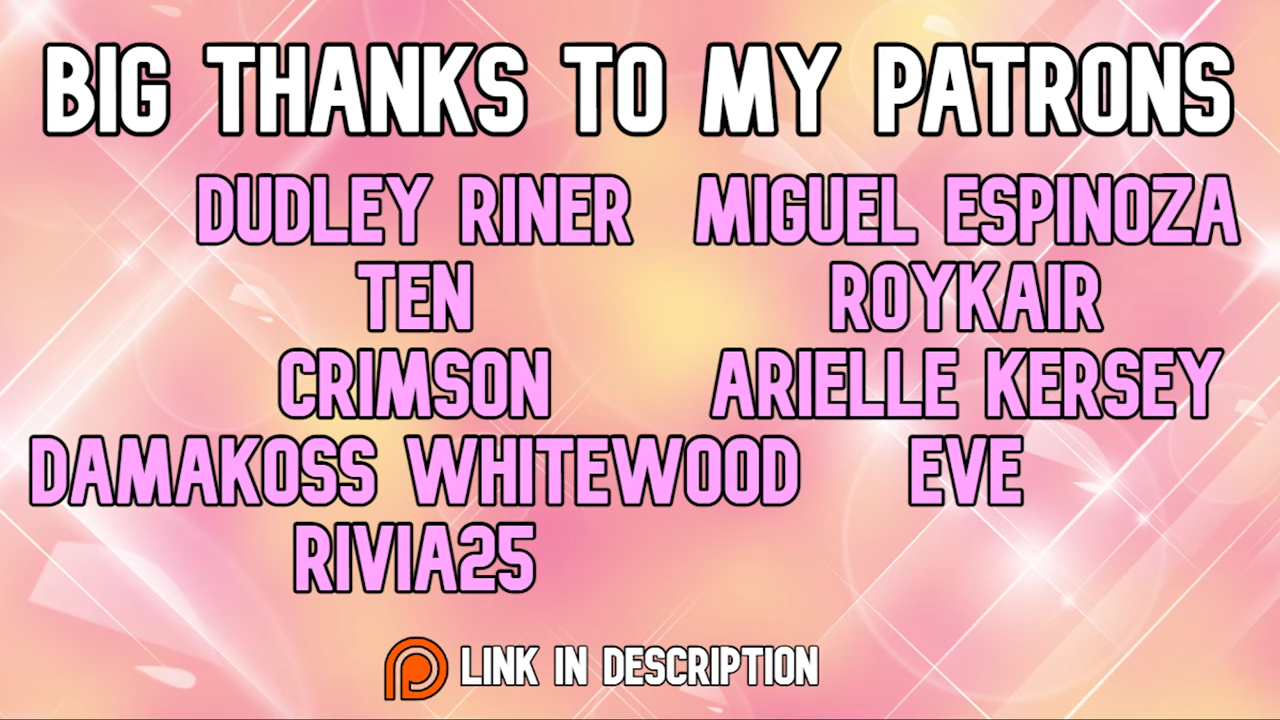 BIG THANKS TO MY PATRONS
DUDLEY RINER
TEN
CRIMSON
DAMAKOSS WHITEWOOD
RIVIA25
MIGUEL ESPINOZA
ROYKAIR
ARIELLE KERSEY
EVE
LINK IN DESCRIPTION